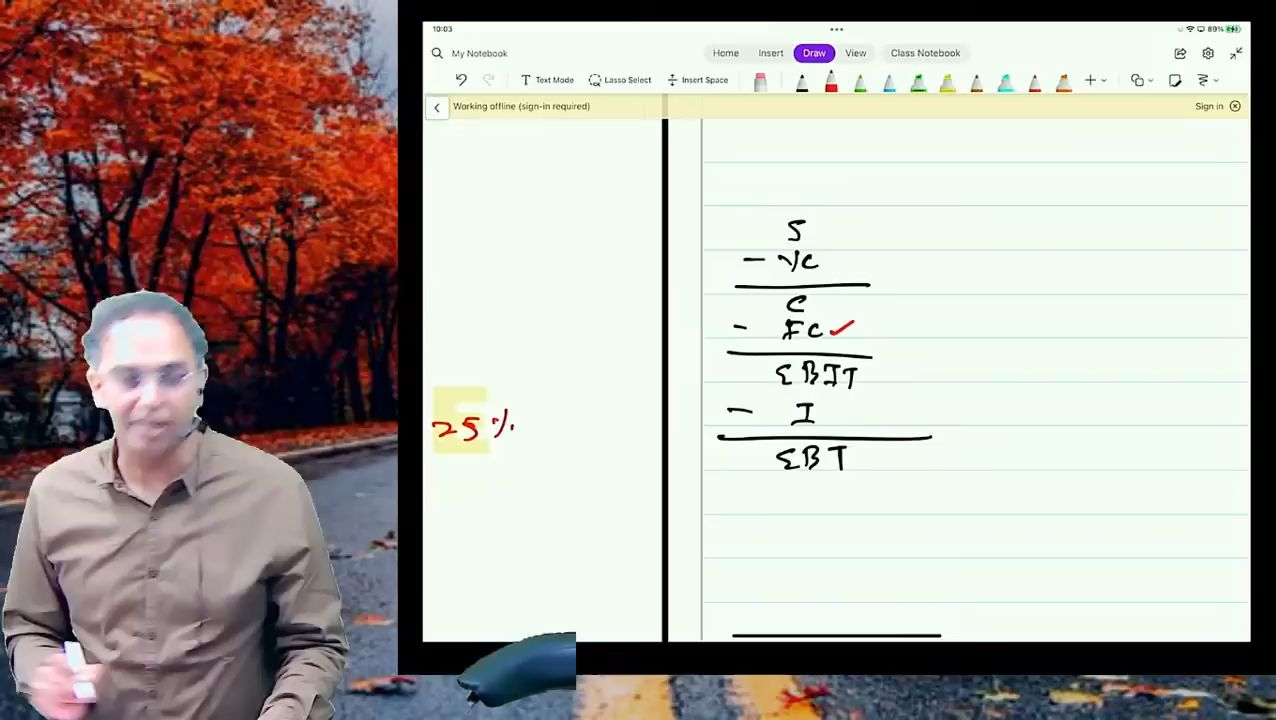 10:03
89%
My Notebook
Home Insert Draw View Class Notebook
Text Mode Lasso Select Insert Space
Working offline (sign-in required) Sign in
S
- VC
C
- FC ✓
EBIT
- I
EBT
25%